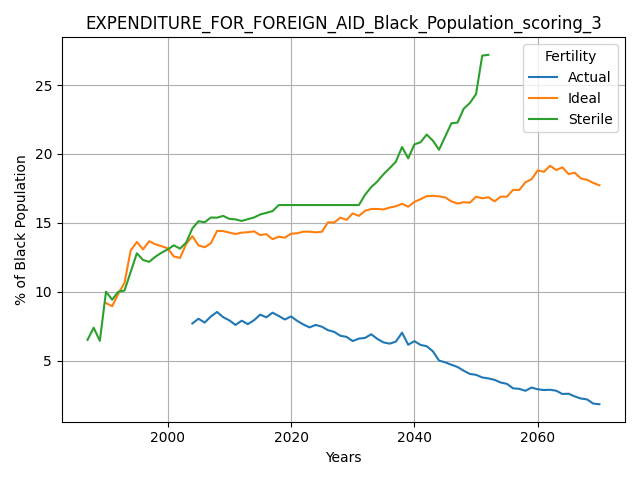 EXPENDITURE_FOR_FOREIGN_AID_Black_Population_scoring_3
Fertility
Actual
Ideal
Sterile
% of Black Population
25
20
15
10
5
2000
2020
2040
2060
Years